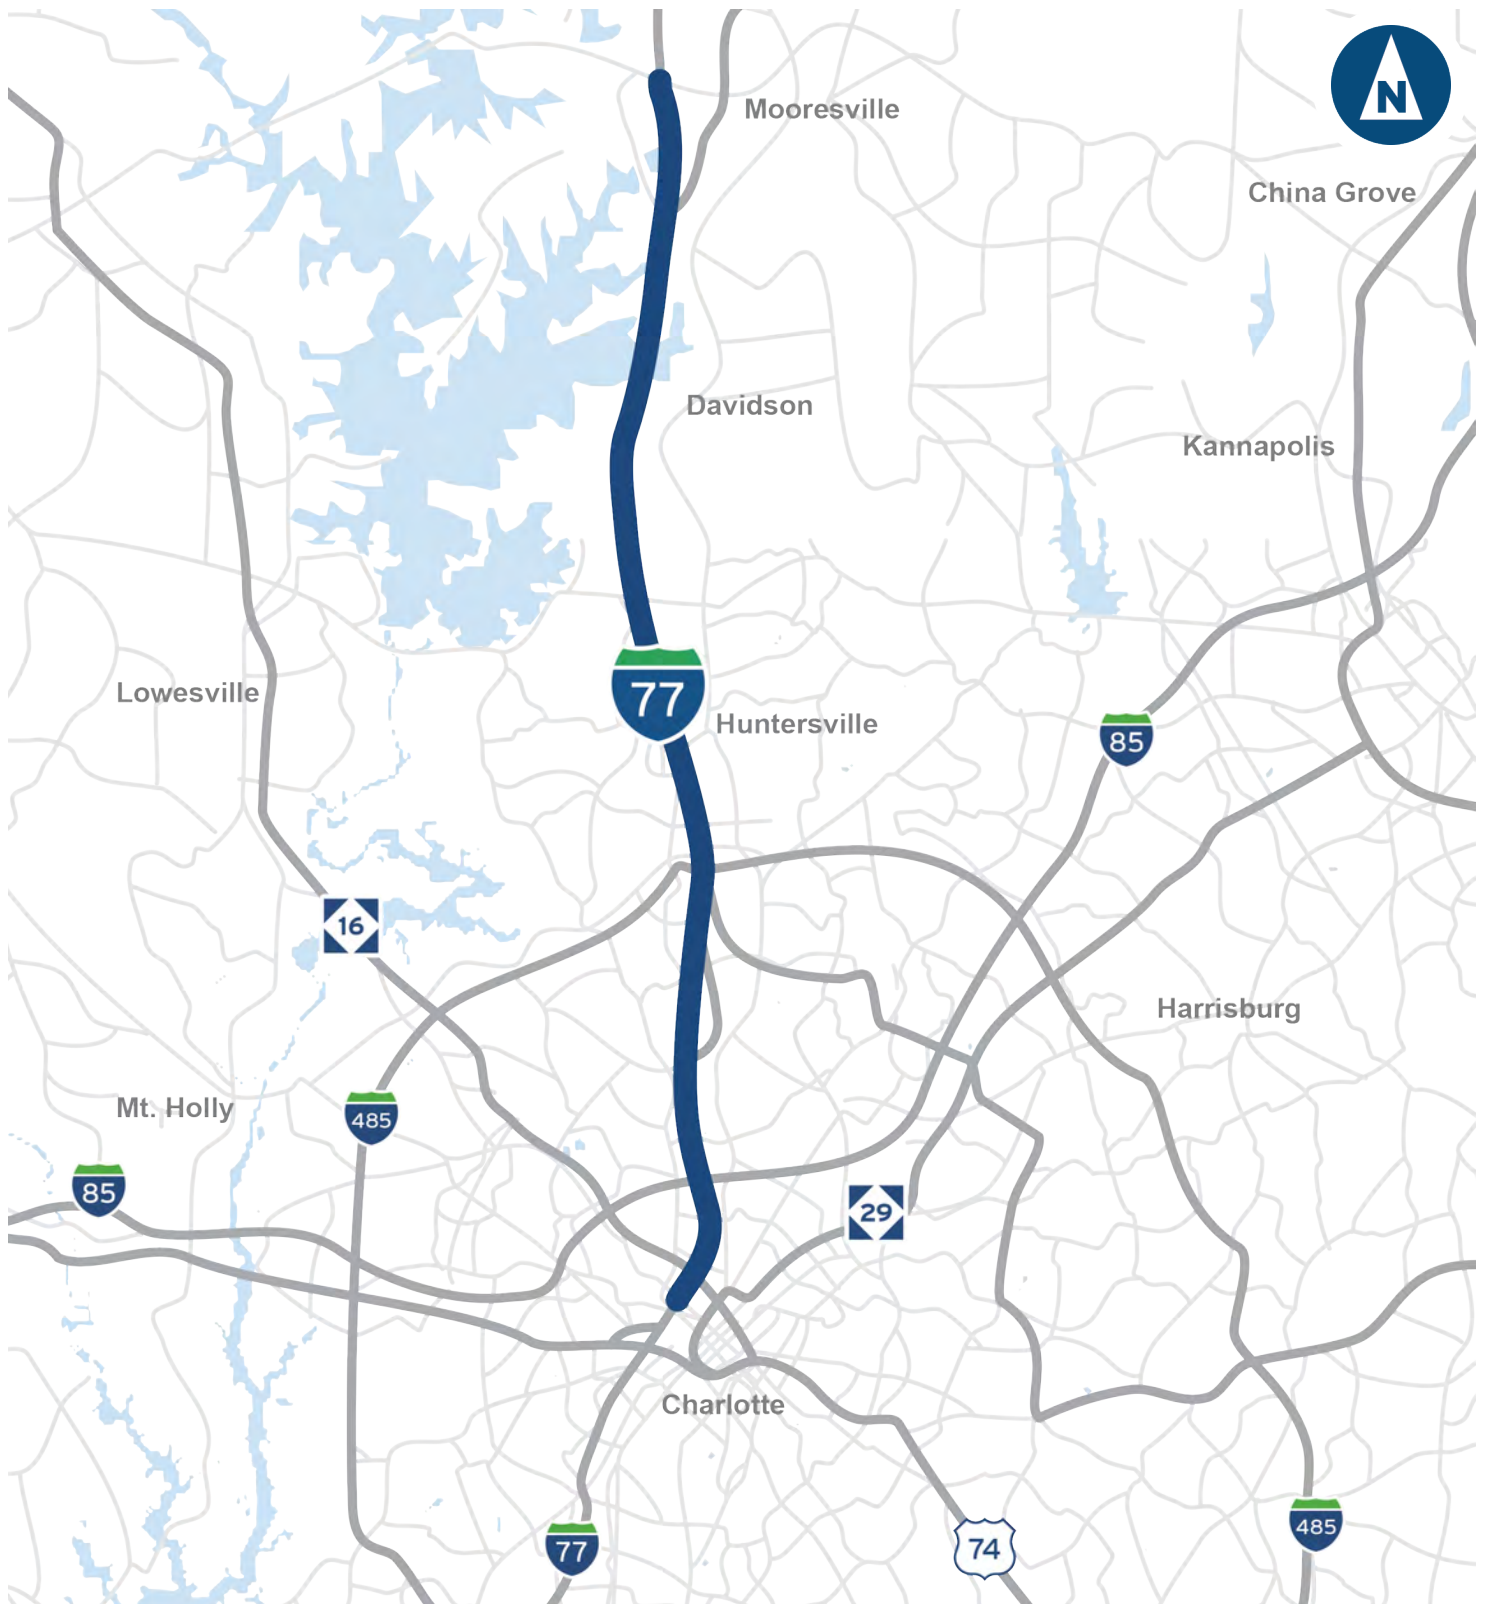 N
Mooresville
China Grove
Davidson
Kannapolis
77
Lowesville
Huntersville
85
16
Harrisburg
Mt. Holly
485
85
29
Charlotte
77
74
485